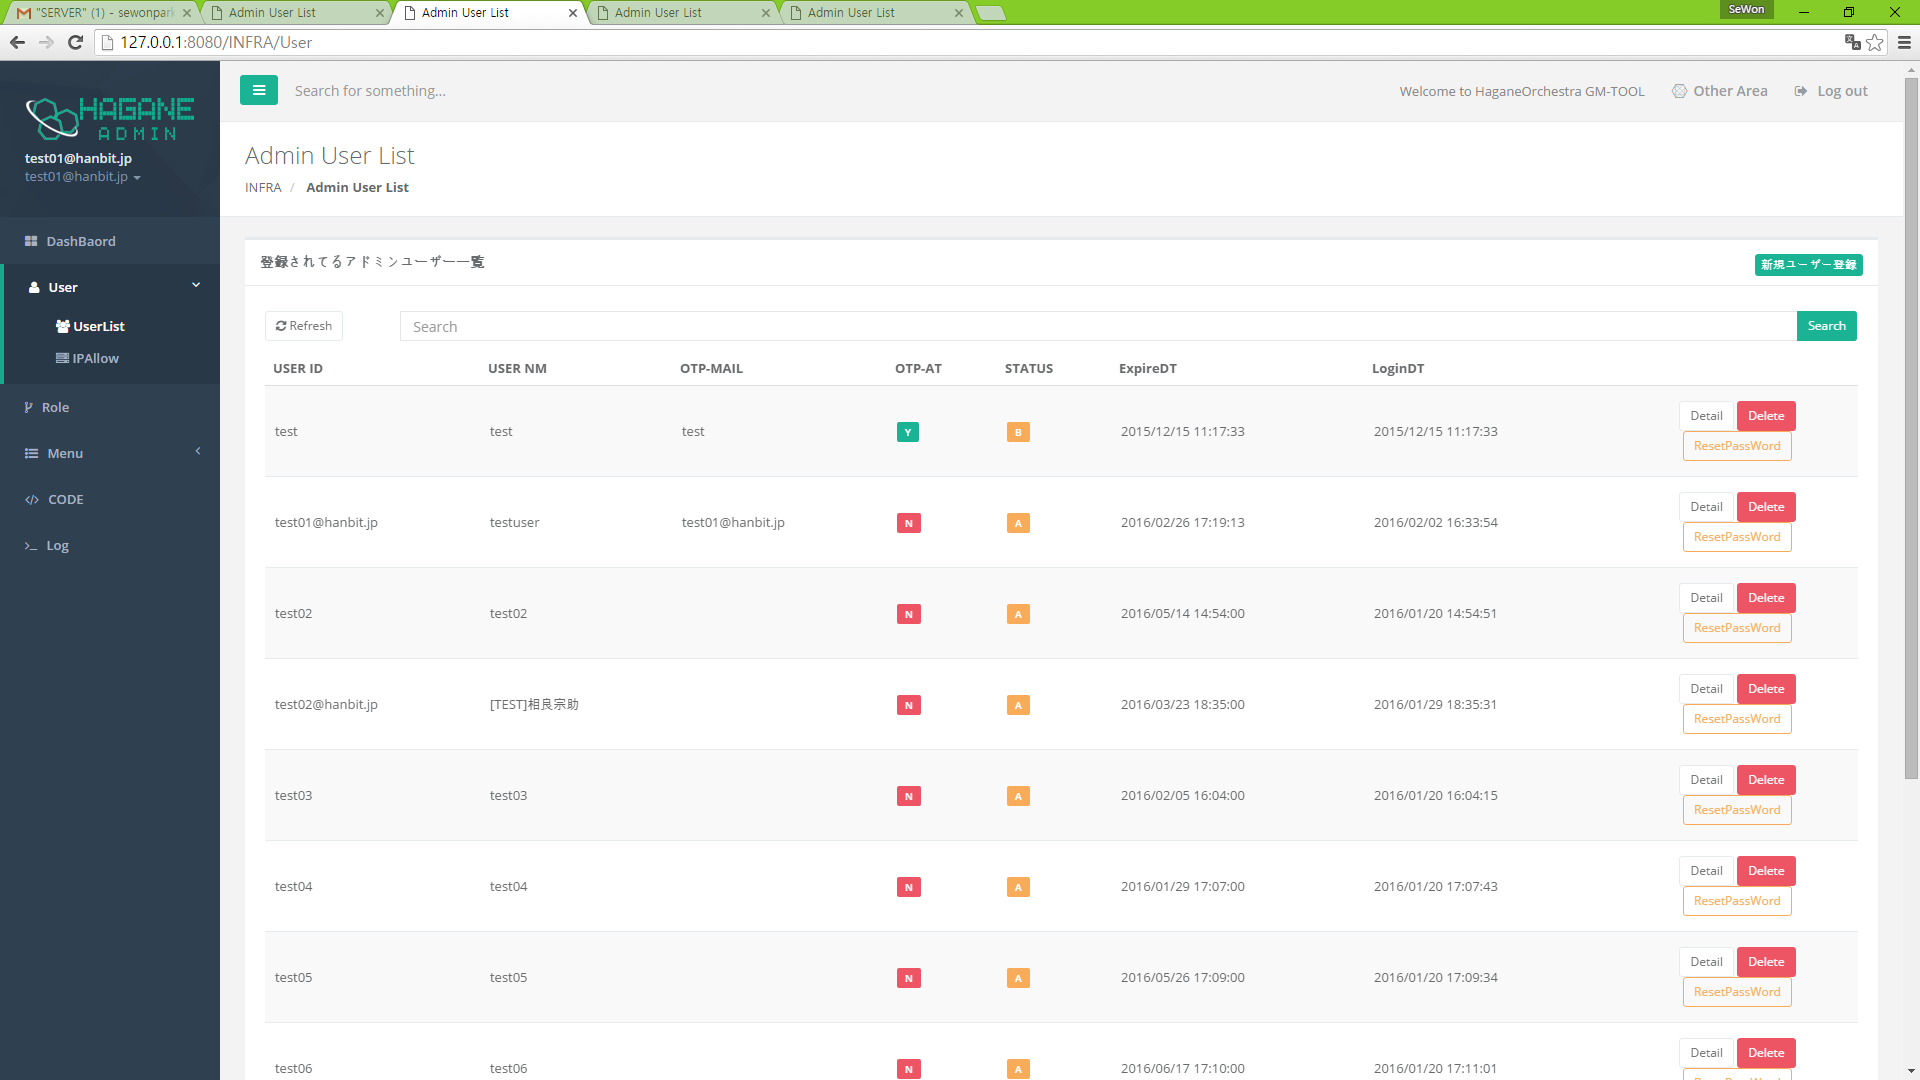 "SERVER" (1) - sewonpark
Admin User List
Admin User List
Admin User List
Admin User List
SeWon
127.0.0.1:8080/INFRA/User
HAGANE
ADMIN
test01@hanbit.jp
test01@hanbit.jp
DashBaord
User
UserList
IPAllow
Role
Menu
CODE
Log
Search for something...
Welcome to HaganeOrchestra GM-TOOL
Other Area
Log out
Admin User List
INFRA / Admin User List
登録されてるアドミンユーザー一覧
新規ユーザー登録
Refresh
Search
Search
USER ID USER NM OTP-MAIL OTP-AT STATUS ExpireDT LoginDT
test test test Y B 2015/12/15 11:17:33 2015/12/15 11:17:33 Detail Delete
ResetPassWord
test01@hanbit.jp testuser test01@hanbit.jp N A 2016/02/26 17:19:13 2016/02/02 16:33:54 Detail Delete
ResetPassWord
test02 test02 N A 2016/05/14 14:54:00 2016/01/20 14:54:51 Detail Delete
ResetPassWord
test02@hanbit.jp [TEST]相良宗助 N A 2016/03/23 18:35:00 2016/01/29 18:35:31 Detail Delete
ResetPassWord
test03 test03 N A 2016/02/05 16:04:00 2016/01/20 16:04:15 Detail Delete
ResetPassWord
test04 test04 N A 2016/01/29 17:07:00 2016/01/20 17:07:43 Detail Delete
ResetPassWord
test05 test05 N A 2016/05/26 17:09:00 2016/01/20 17:09:34 Detail Delete
ResetPassWord
test06 test06 N A 2016/06/17 17:10:00 2016/01/20 17:11:01 Detail Delete